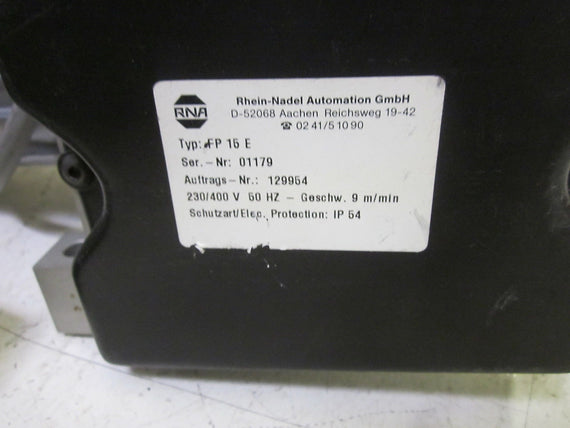 RNA
Rhein-Nadel Automation GmbH
D-52068 Aachen Reichsweg 19-42
☎ 02 41/5 10 90
Typ: FP 15 E
Ser.-Nr: 01179
Auftrags-Nr.: 129954
230/400 V 50 HZ - Geschw. 9 m/min
Schutzart/Elec. Protection: IP 54